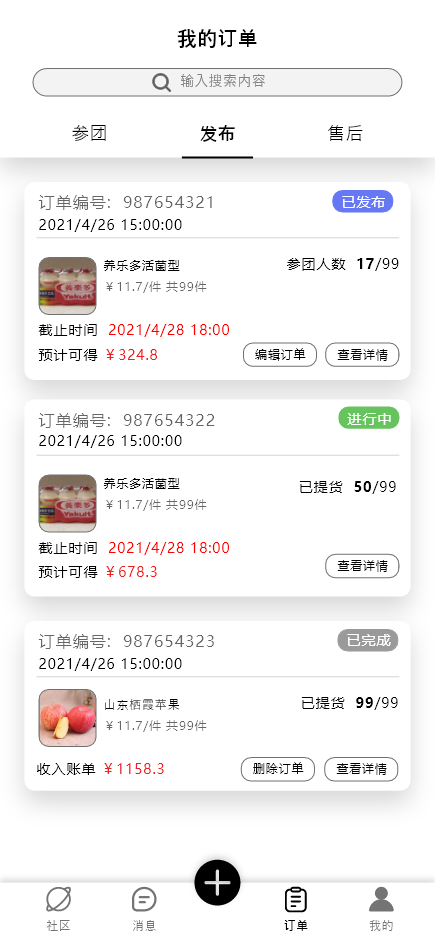 我的订单
输入搜索内容
参团 发布 售后
订单编号: 987654321 已发布
2021/4/26 15:00:00
养乐多活菌型 参团人数 17/99
￥11.7/件 共99件
截止时间 2021/4/28 18:00
预计可得 ￥324.8 编辑订单 查看详情
订单编号: 987654322 进行中
2021/4/26 15:00:00
养乐多活菌型 已提货 50/99
￥11.7/件 共99件
截止时间 2021/4/28 18:00
预计可得 ￥678.3 查看详情
订单编号: 987654323 已完成
2021/4/26 15:00:00
山东栖霞苹果 已提货 99/99
￥11.7/件 共99件
收入账单 ￥1158.3 删除订单 查看详情
社区 消息 订单 我的